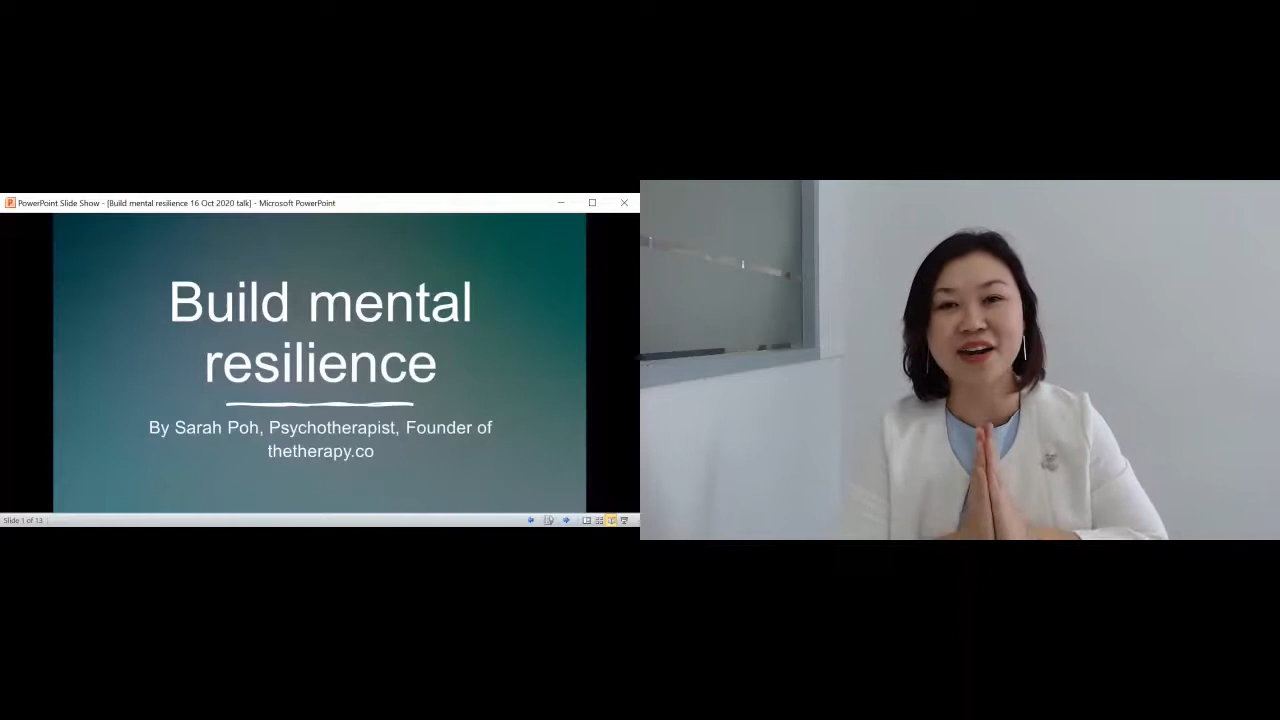 PowerPoint Slide Show - [Build mental resilience 16 Oct 2020 talk] - Microsoft PowerPoint
Build mental
resilience
By Sarah Poh, Psychotherapist, Founder of
thetherapy.co
Slide 1 of 13